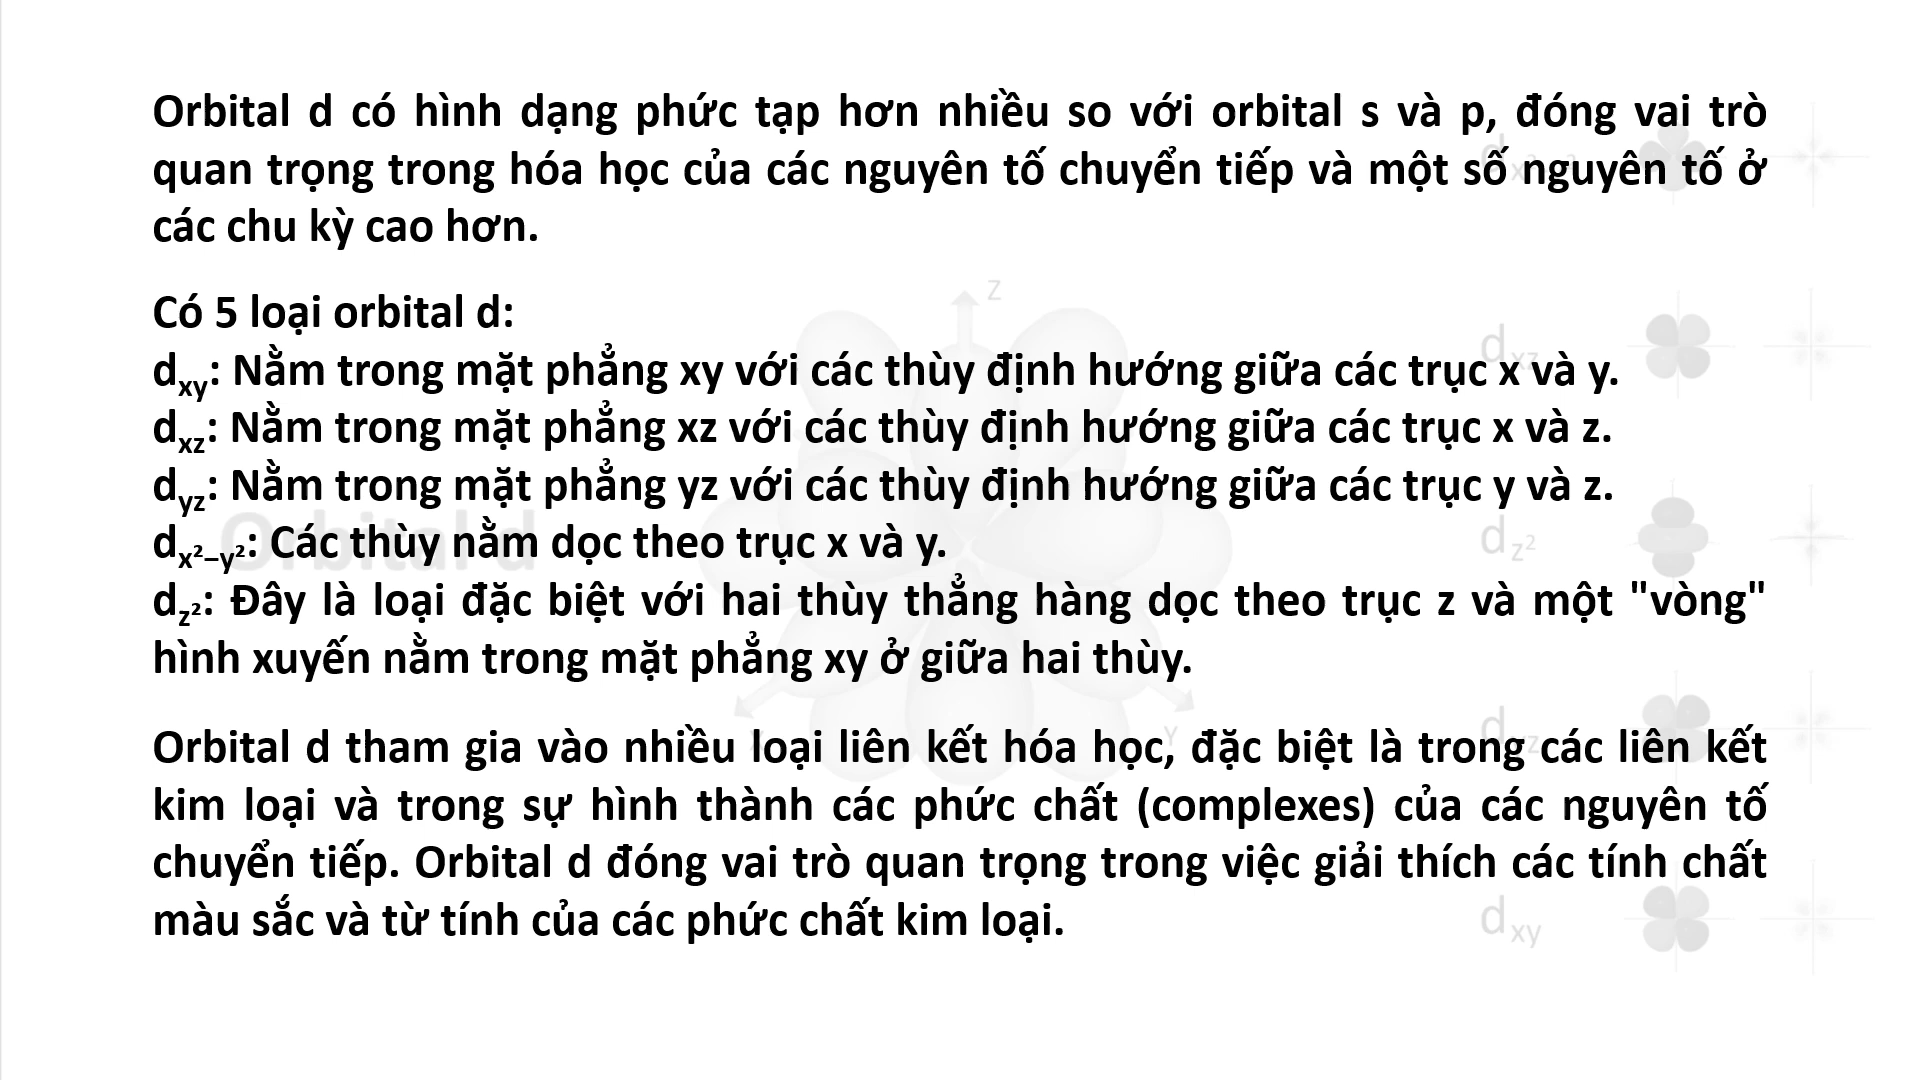 Orbital d có hình dạng phức tạp hơn nhiều so với orbital s và p, đóng vai trò
quan trọng trong hóa học của các nguyên tố chuyển tiếp và một số nguyên tố ở
các chu kỳ cao hơn.
Có 5 loại orbital d:
dxy: Nằm trong mặt phẳng xy với các thùy định hướng giữa các trục x và y.
dxz: Nằm trong mặt phẳng xz với các thùy định hướng giữa các trục x và z.
dyz: Nằm trong mặt phẳng yz với các thùy định hướng giữa các trục y và z.
dx²–y²: Các thùy nằm dọc theo trục x và y.
dz²: Đây là loại đặc biệt với hai thùy thẳng hàng dọc theo trục z và một "vòng"
hình xuyến nằm trong mặt phẳng xy ở giữa hai thùy.
Orbital d tham gia vào nhiều loại liên kết hóa học, đặc biệt là trong các liên kết
kim loại và trong sự hình thành các phức chất (complexes) của các nguyên tố
chuyển tiếp. Orbital d đóng vai trò quan trọng trong việc giải thích các tính chất
màu sắc và từ tính của các phức chất kim loại.
Orbital d
Z
Y
dxz
dz²
dxy